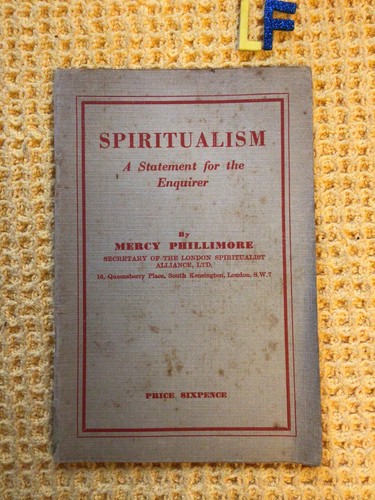 LF
SPIRITUALISM
A Statement for the
Enquirer
By
MERCY PHILLIMORE
SECRETARY OF THE LONDON SPIRITUALIST
ALLIANCE, LTD.
16, Queensberry Place, South Kensington, London, S.W.7
PRICE SIXPENCE